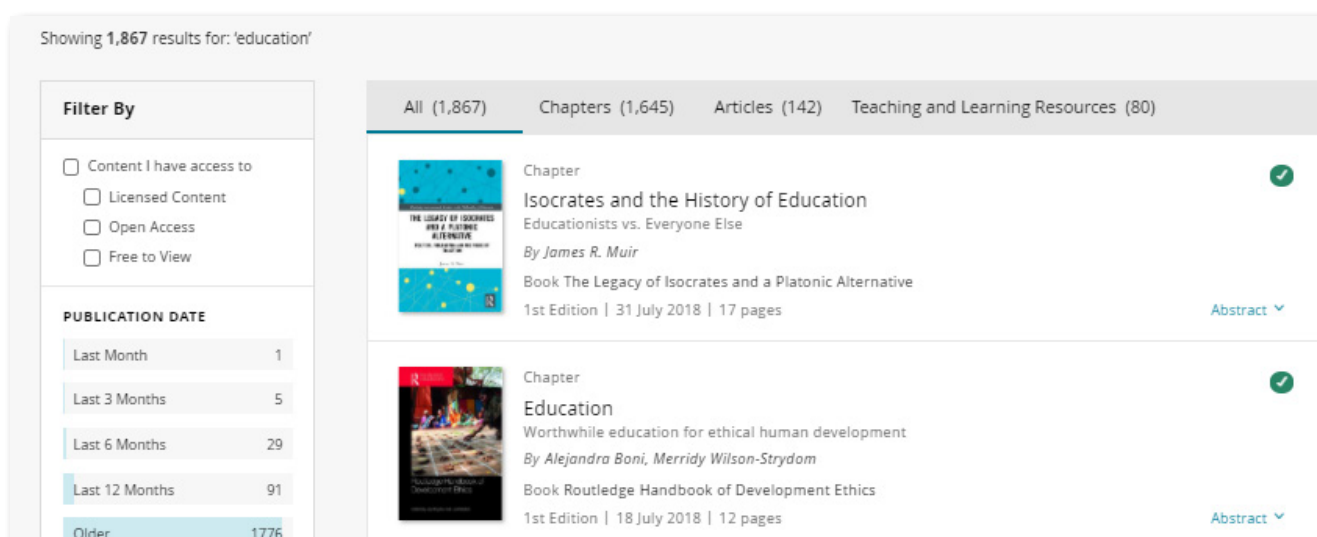 Showing 1,867 results for: 'education'
Filter By
Content I have access to
Licensed Content
Open Access
Free to View
PUBLICATION DATE
Last Month 1
Last 3 Months 5
Last 6 Months 29
Last 12 Months 91
Older 1776
All (1,867) Chapters (1,645) Articles (142) Teaching and Learning Resources (80)
THE LEGACY OF ISOCRATES
AND A PLATONIC
ALTERNATIVE
Chapter
Isocrates and the History of Education
Educationists vs. Everyone Else
By James R. Muir
Book The Legacy of Isocrates and a Platonic Alternative
1st Edition | 31 July 2018 | 17 pages
Abstract
Routledge Handbook of
Development Ethics
Chapter
Education
Worthwhile education for ethical human development
By Alejandra Boni, Merridy Wilson-Strydom
Book Routledge Handbook of Development Ethics
1st Edition | 18 July 2018 | 12 pages
Abstract